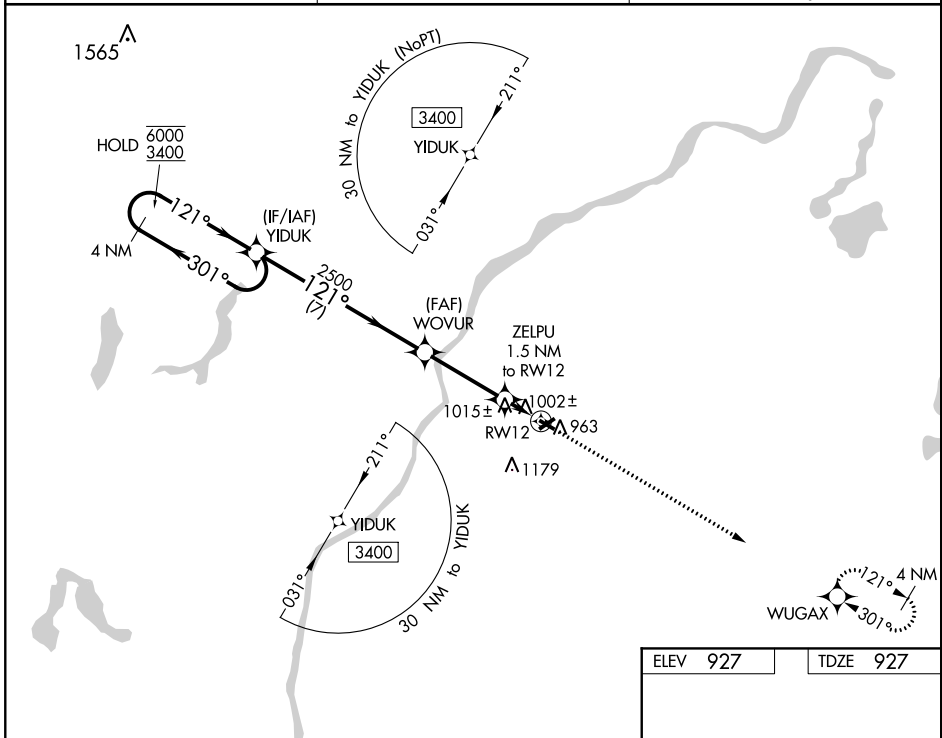 1565
30 NM to YIDUK (NoPT)
211°
3400
YIDUK
031°
HOLD 6000
3400
121°
(IF/IAF)
YIDUK
4 NM
301°
2500
121°
(7)
(FAF)
WOVUR
ZELPU
1.5 NM
to RW12
1015± 1002±
RW12 963
1179
211°
YIDUK
3400
031°
30 NM to YIDUK
121° 4 NM
WUGAX 301°
ELEV 927 TDZE 927